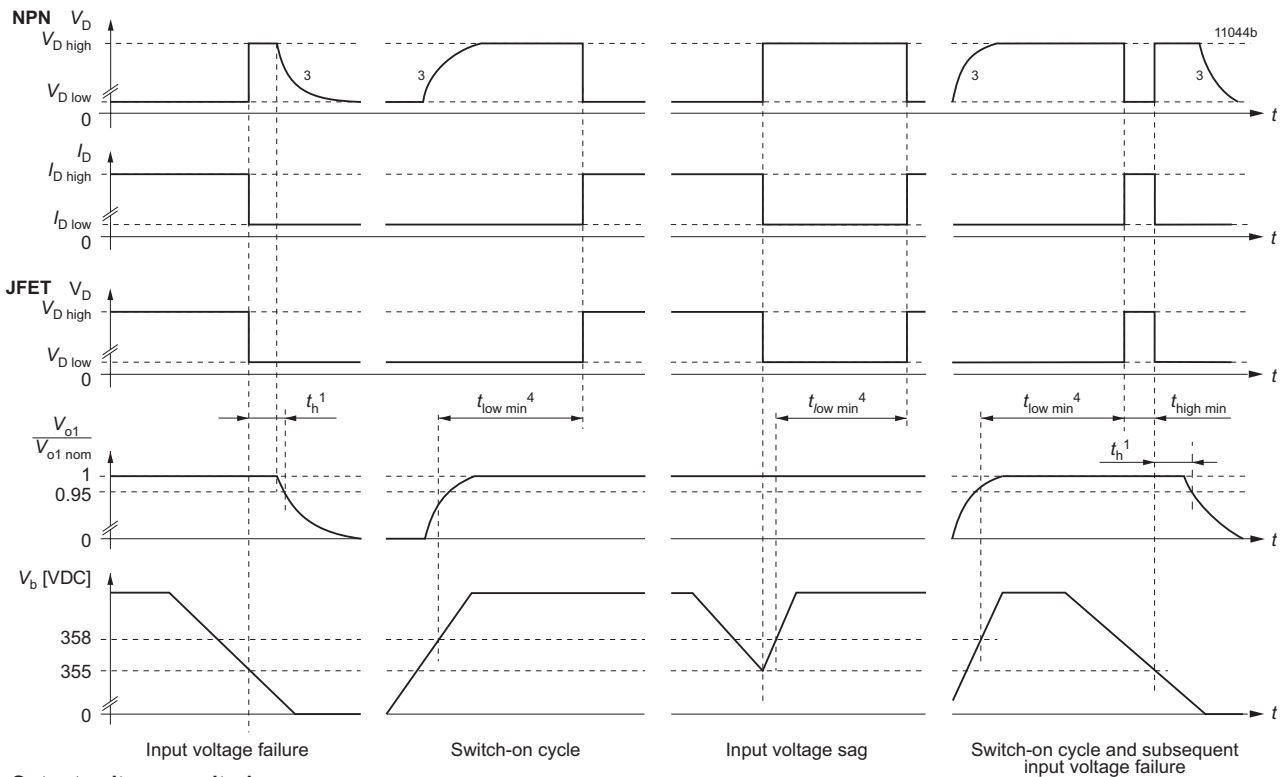 NPN V_D
V_D high
11044b
3
3
3
3
V_D low
0
t
I_D
I_D high
I_D low
0
t
JFET V_D
V_D high
V_D low
0
t
t_h^1
t_low min^4
t_low min^4
t_low min^4
t_high min
V_o1
V_o1 nom
t_h^1
1
0.95
0
t
V_b [VDC]
358
355
0
t
Input voltage failure
Switch-on cycle
Input voltage sag
Switch-on cycle and subsequent
input voltage failure